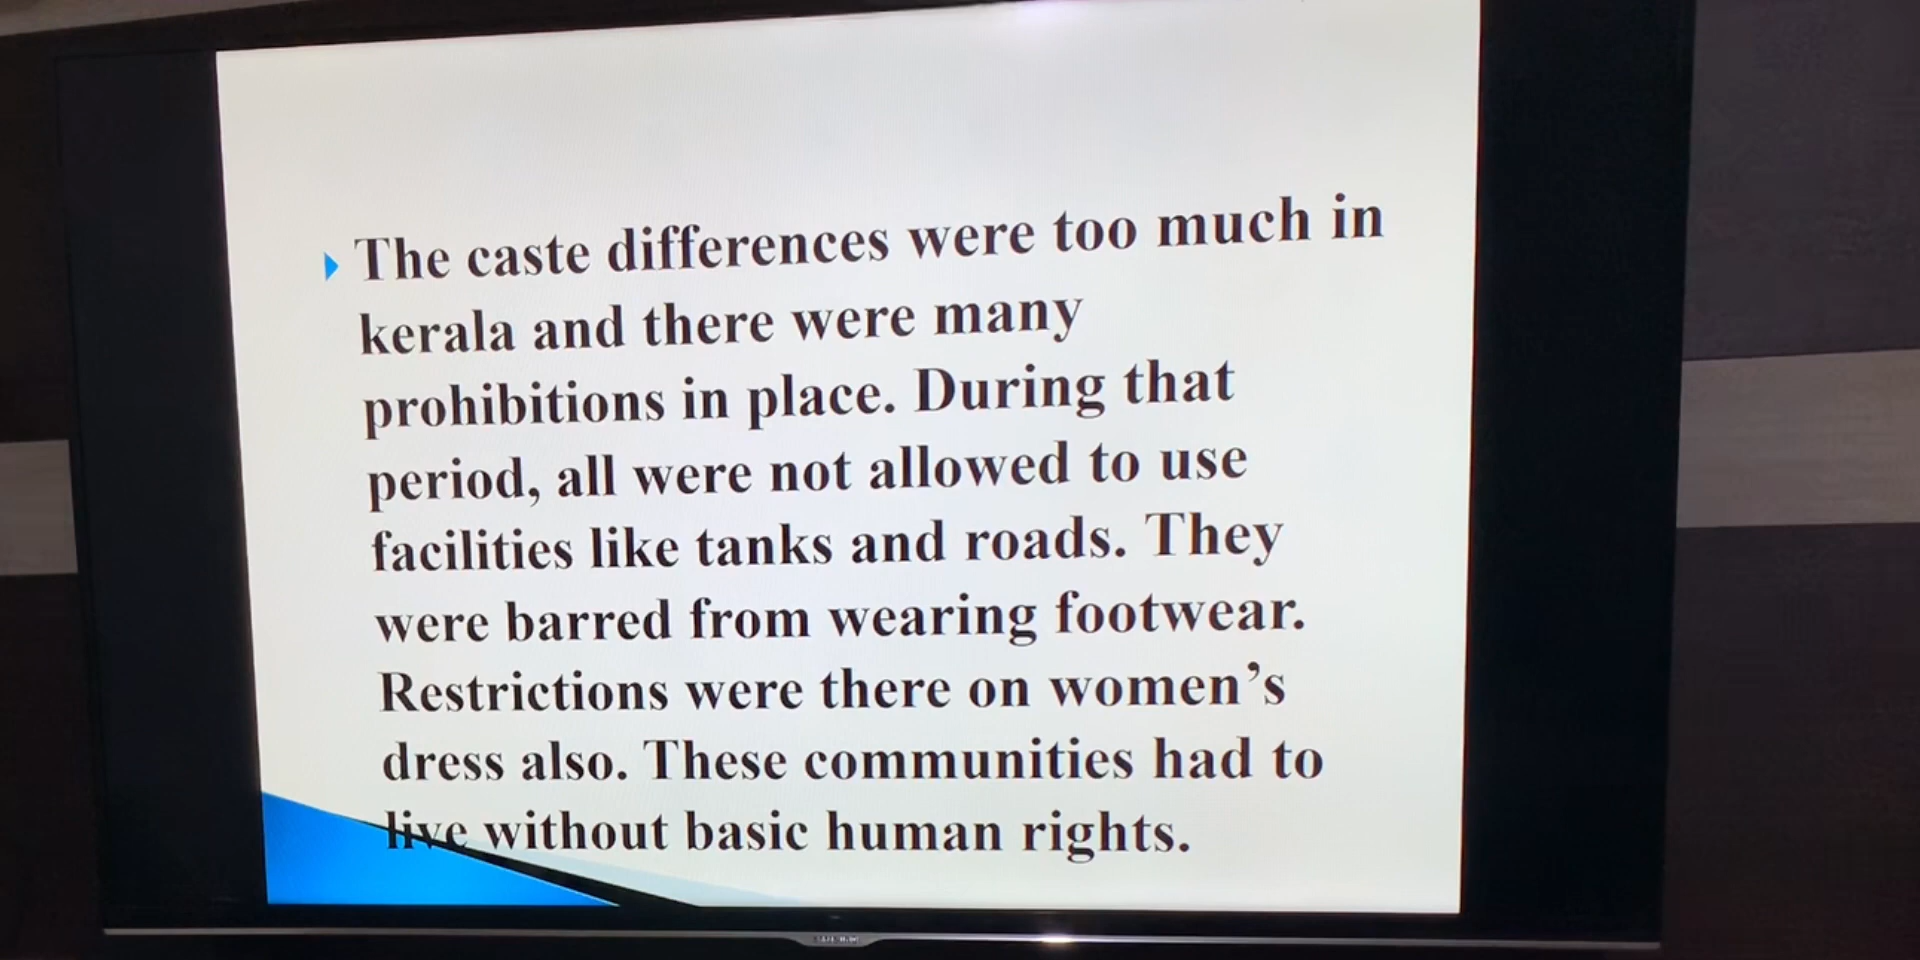 The caste differences were too much in
kerala and there were many
prohibitions in place. During that
period, all were not allowed to use
facilities like tanks and roads. They
were barred from wearing footwear.
Restrictions were there on women’s
dress also. These communities had to
live without basic human rights.